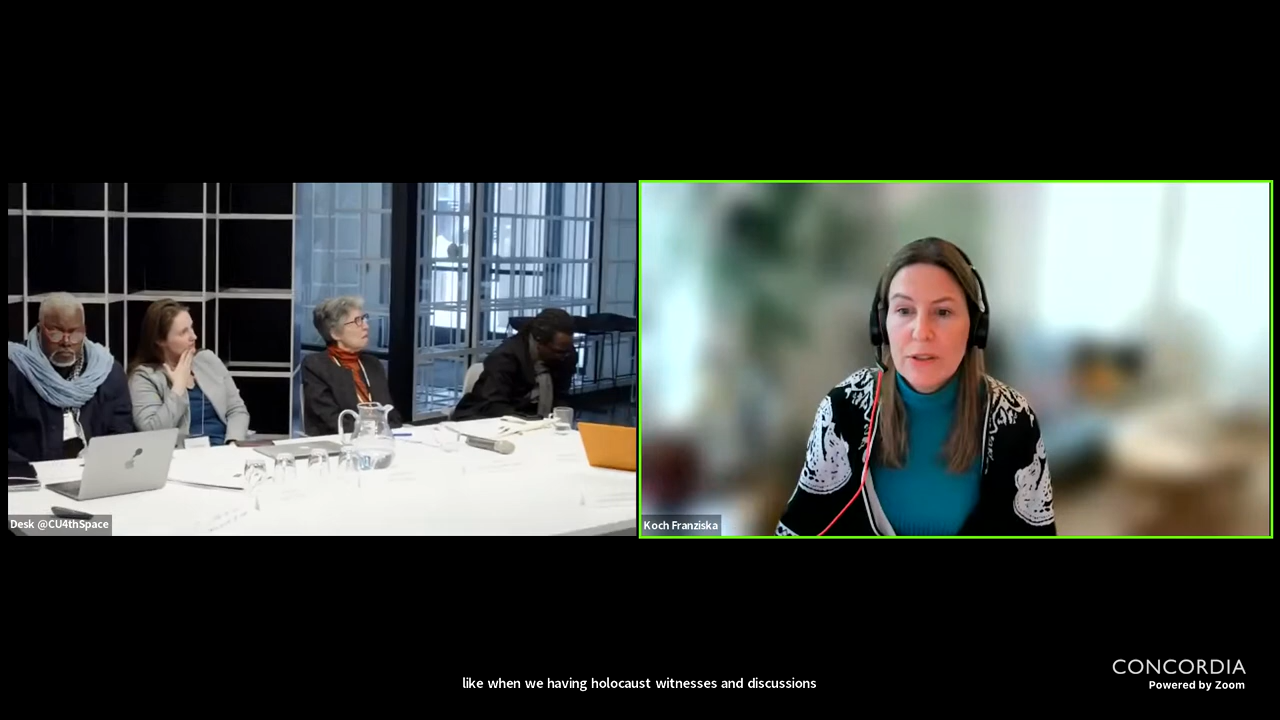 Desk @CU4thSpace
Koch Franziska
like when we having holocaust witnesses and discussions
CONCORDIA
Powered by Zoom